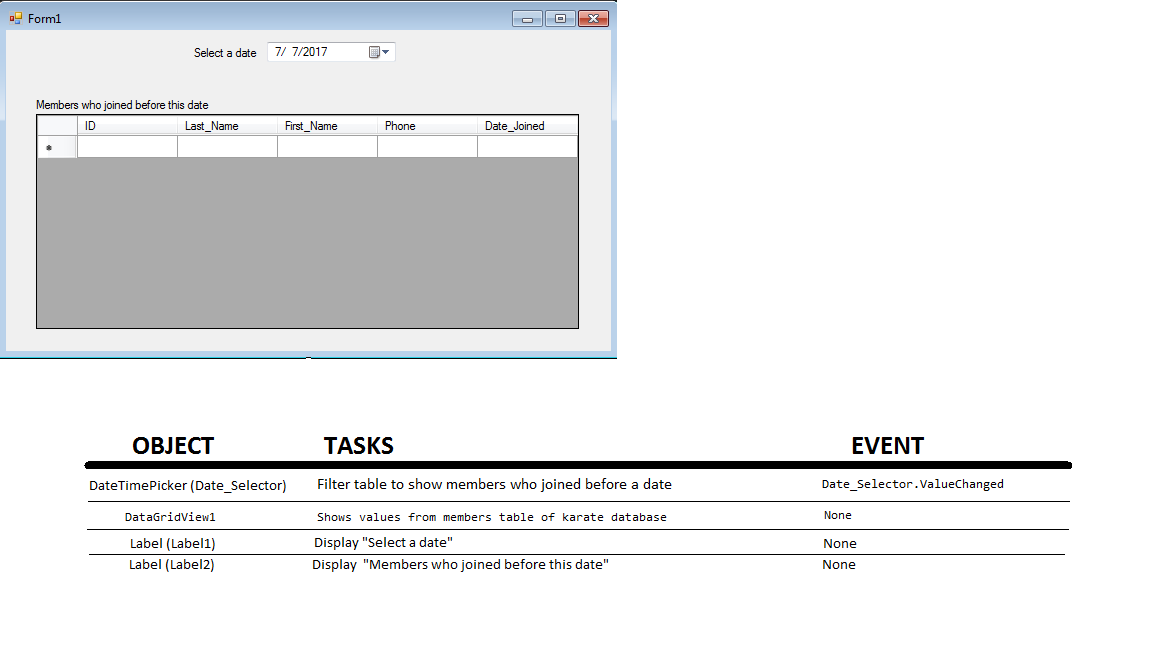 Form1
Select a date 7/ 7/2017
Members who joined before this date
ID Last_Name First_Name Phone Date_Joined
*
OBJECT TASKS EVENT
DateTimePicker (Date_Selector) Filter table to show members who joined before a date Date_Selector.ValueChanged
DataGridView1 Shows values from members table of karate database None
Label (Label1) Display "Select a date" None
Label (Label2) Display "Members who joined before this date" None